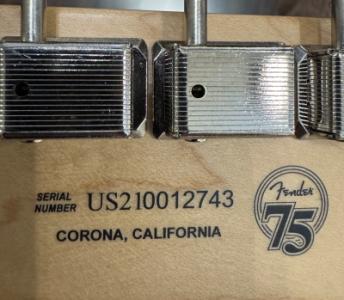 SERIAL
NUMBER US210012743
CORONA, CALIFORNIA
Fender
75